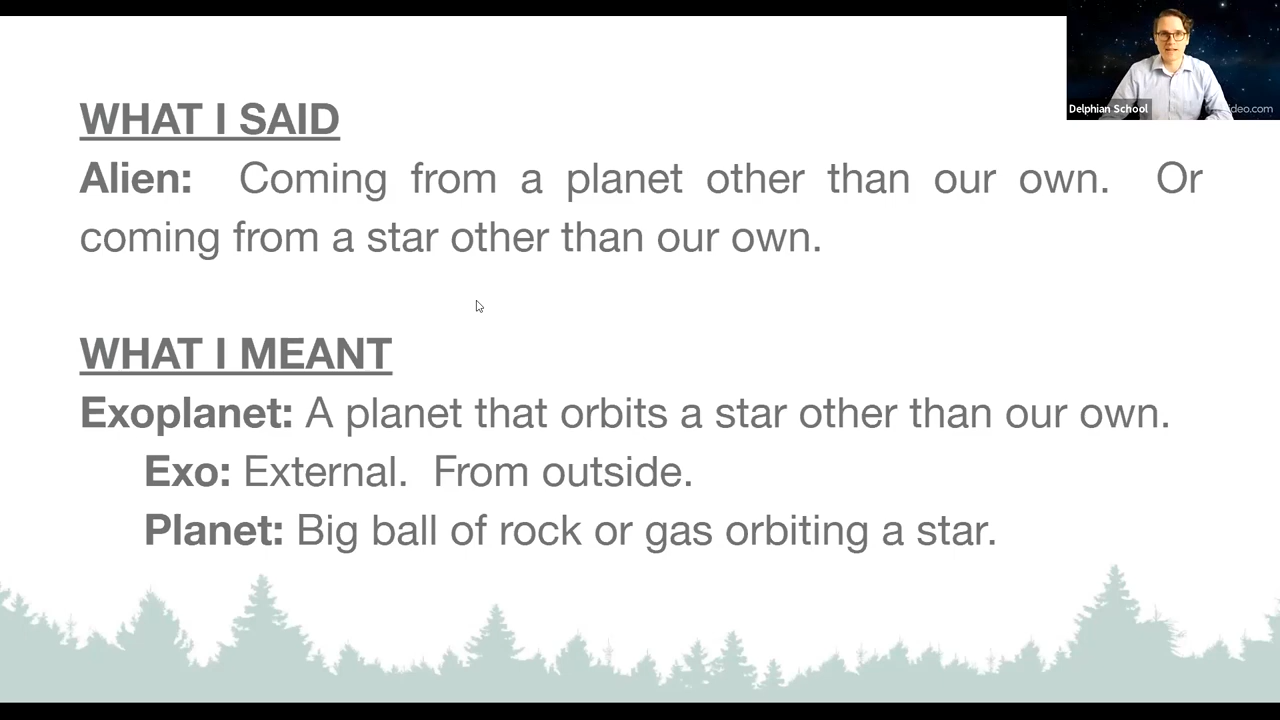 WHAT I SAID
Alien: Coming from a planet other than our own. Or
coming from a star other than our own.
WHAT I MEANT
Exoplanet: A planet that orbits a star other than our own.
Exo: External. From outside.
Planet: Big ball of rock or gas orbiting a star.
Delphian School